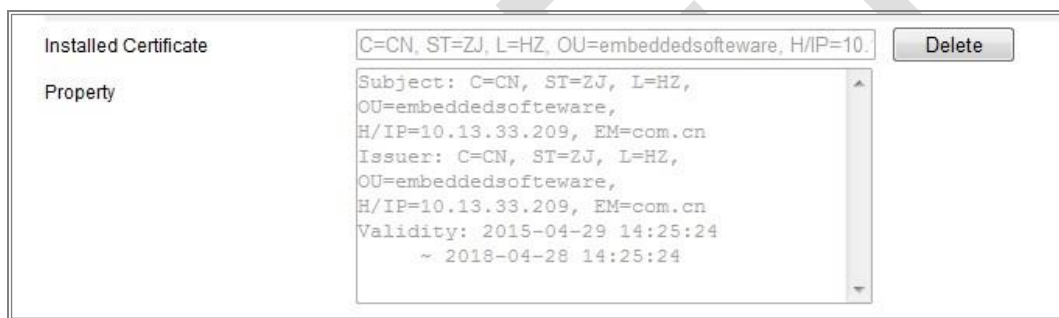 Installed Certificate C=CN, ST=ZJ, L=HZ, OU=embeddedsofteware, H/IP=10. Delete
Property
Subject: C=CN, ST=ZJ, L=HZ,
OU=embeddedsofteware,
H/IP=10.13.33.209, EM=com.cn
Issuer: C=CN, ST=ZJ, L=HZ,
OU=embeddedsofteware,
H/IP=10.13.33.209, EM=com.cn
Validity: 2015-04-29 14:25:24
~ 2018-04-28 14:25:24